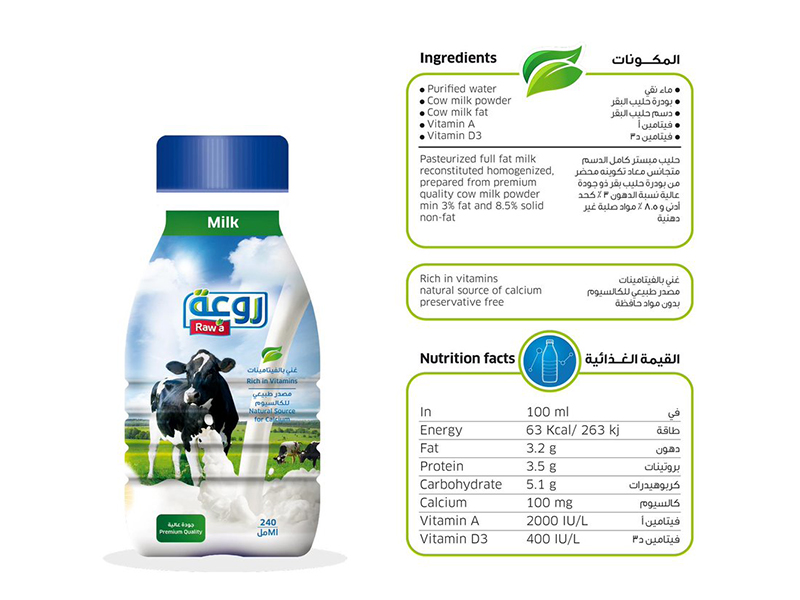 Milk
روعة
Raw'a
غني بالفيتامينات
Rich in Vitamins
مصدر طبيعي
للكالسيوم
Natural Source
for Calcium
جودة عالية
Premium Quality
240
مل Ml
Ingredients
المكـونات
• Purified water
• ماء نقي
• Cow milk powder
• بودرة حليب البقر
• Cow milk fat
• دسم حليب البقر
• Vitamin A
• فيتامين أ
• Vitamin D3
• فيتامين د٣
Pasteurized full fat milk
reconstituted homogenized,
prepared from premium
quality cow milk powder
min 3% fat and 8.5% solid
non-fat
حليب مبستر كامل الدسم
متجانس معاد تكوينه محضر
من بودرة حليب بقر ذو جودة
عالية نسبة الدهون ٣ ٪ كحد
أدنى و ٨.٥ ٪ مواد صلبة غير
دهنية
Rich in vitamins
natural source of calcium
preservative free
غني بالفيتامينات
مصدر طبيعي للكالسيوم
بدون مواد حافظة
Nutrition facts
القيمة الغـذائية
In 100 ml في
Energy 63 Kcal/ 263 kj طاقة
Fat 3.2 g دهون
Protein 3.5 g بروتينات
Carbohydrate 5.1 g كربوهيدرات
Calcium 100 mg كالسيوم
Vitamin A 2000 IU/L فيتامين أ
Vitamin D3 400 IU/L فيتامين د٣